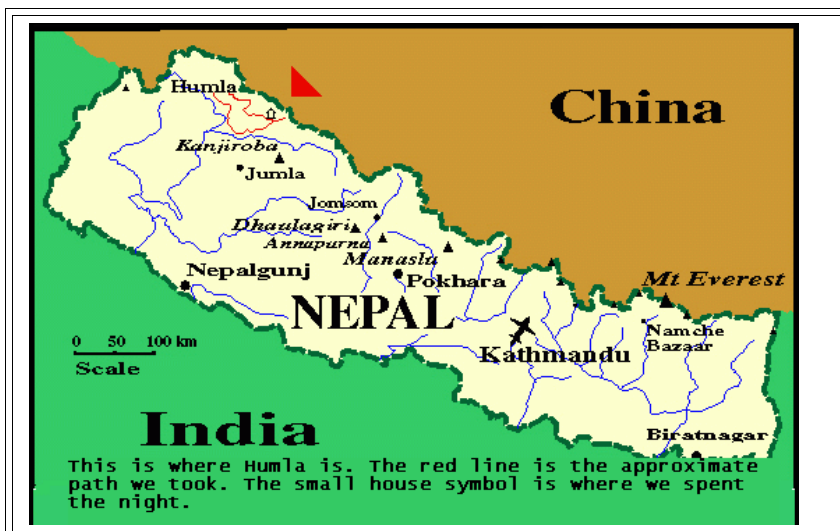 China
Humla
Kanjiroba
Jumla
Jomsom
Dhaulagiri
Annapurna
Manaslu
Pokhara
Mt Everest
Nepalgunj
NEPAL
Namche
Bazaar
Kathmandu
0 50 100 km
Scale
India
Biratnagar
This is where Humla is. The red line is the approximate
path we took. The small house symbol is where we spent
the night.